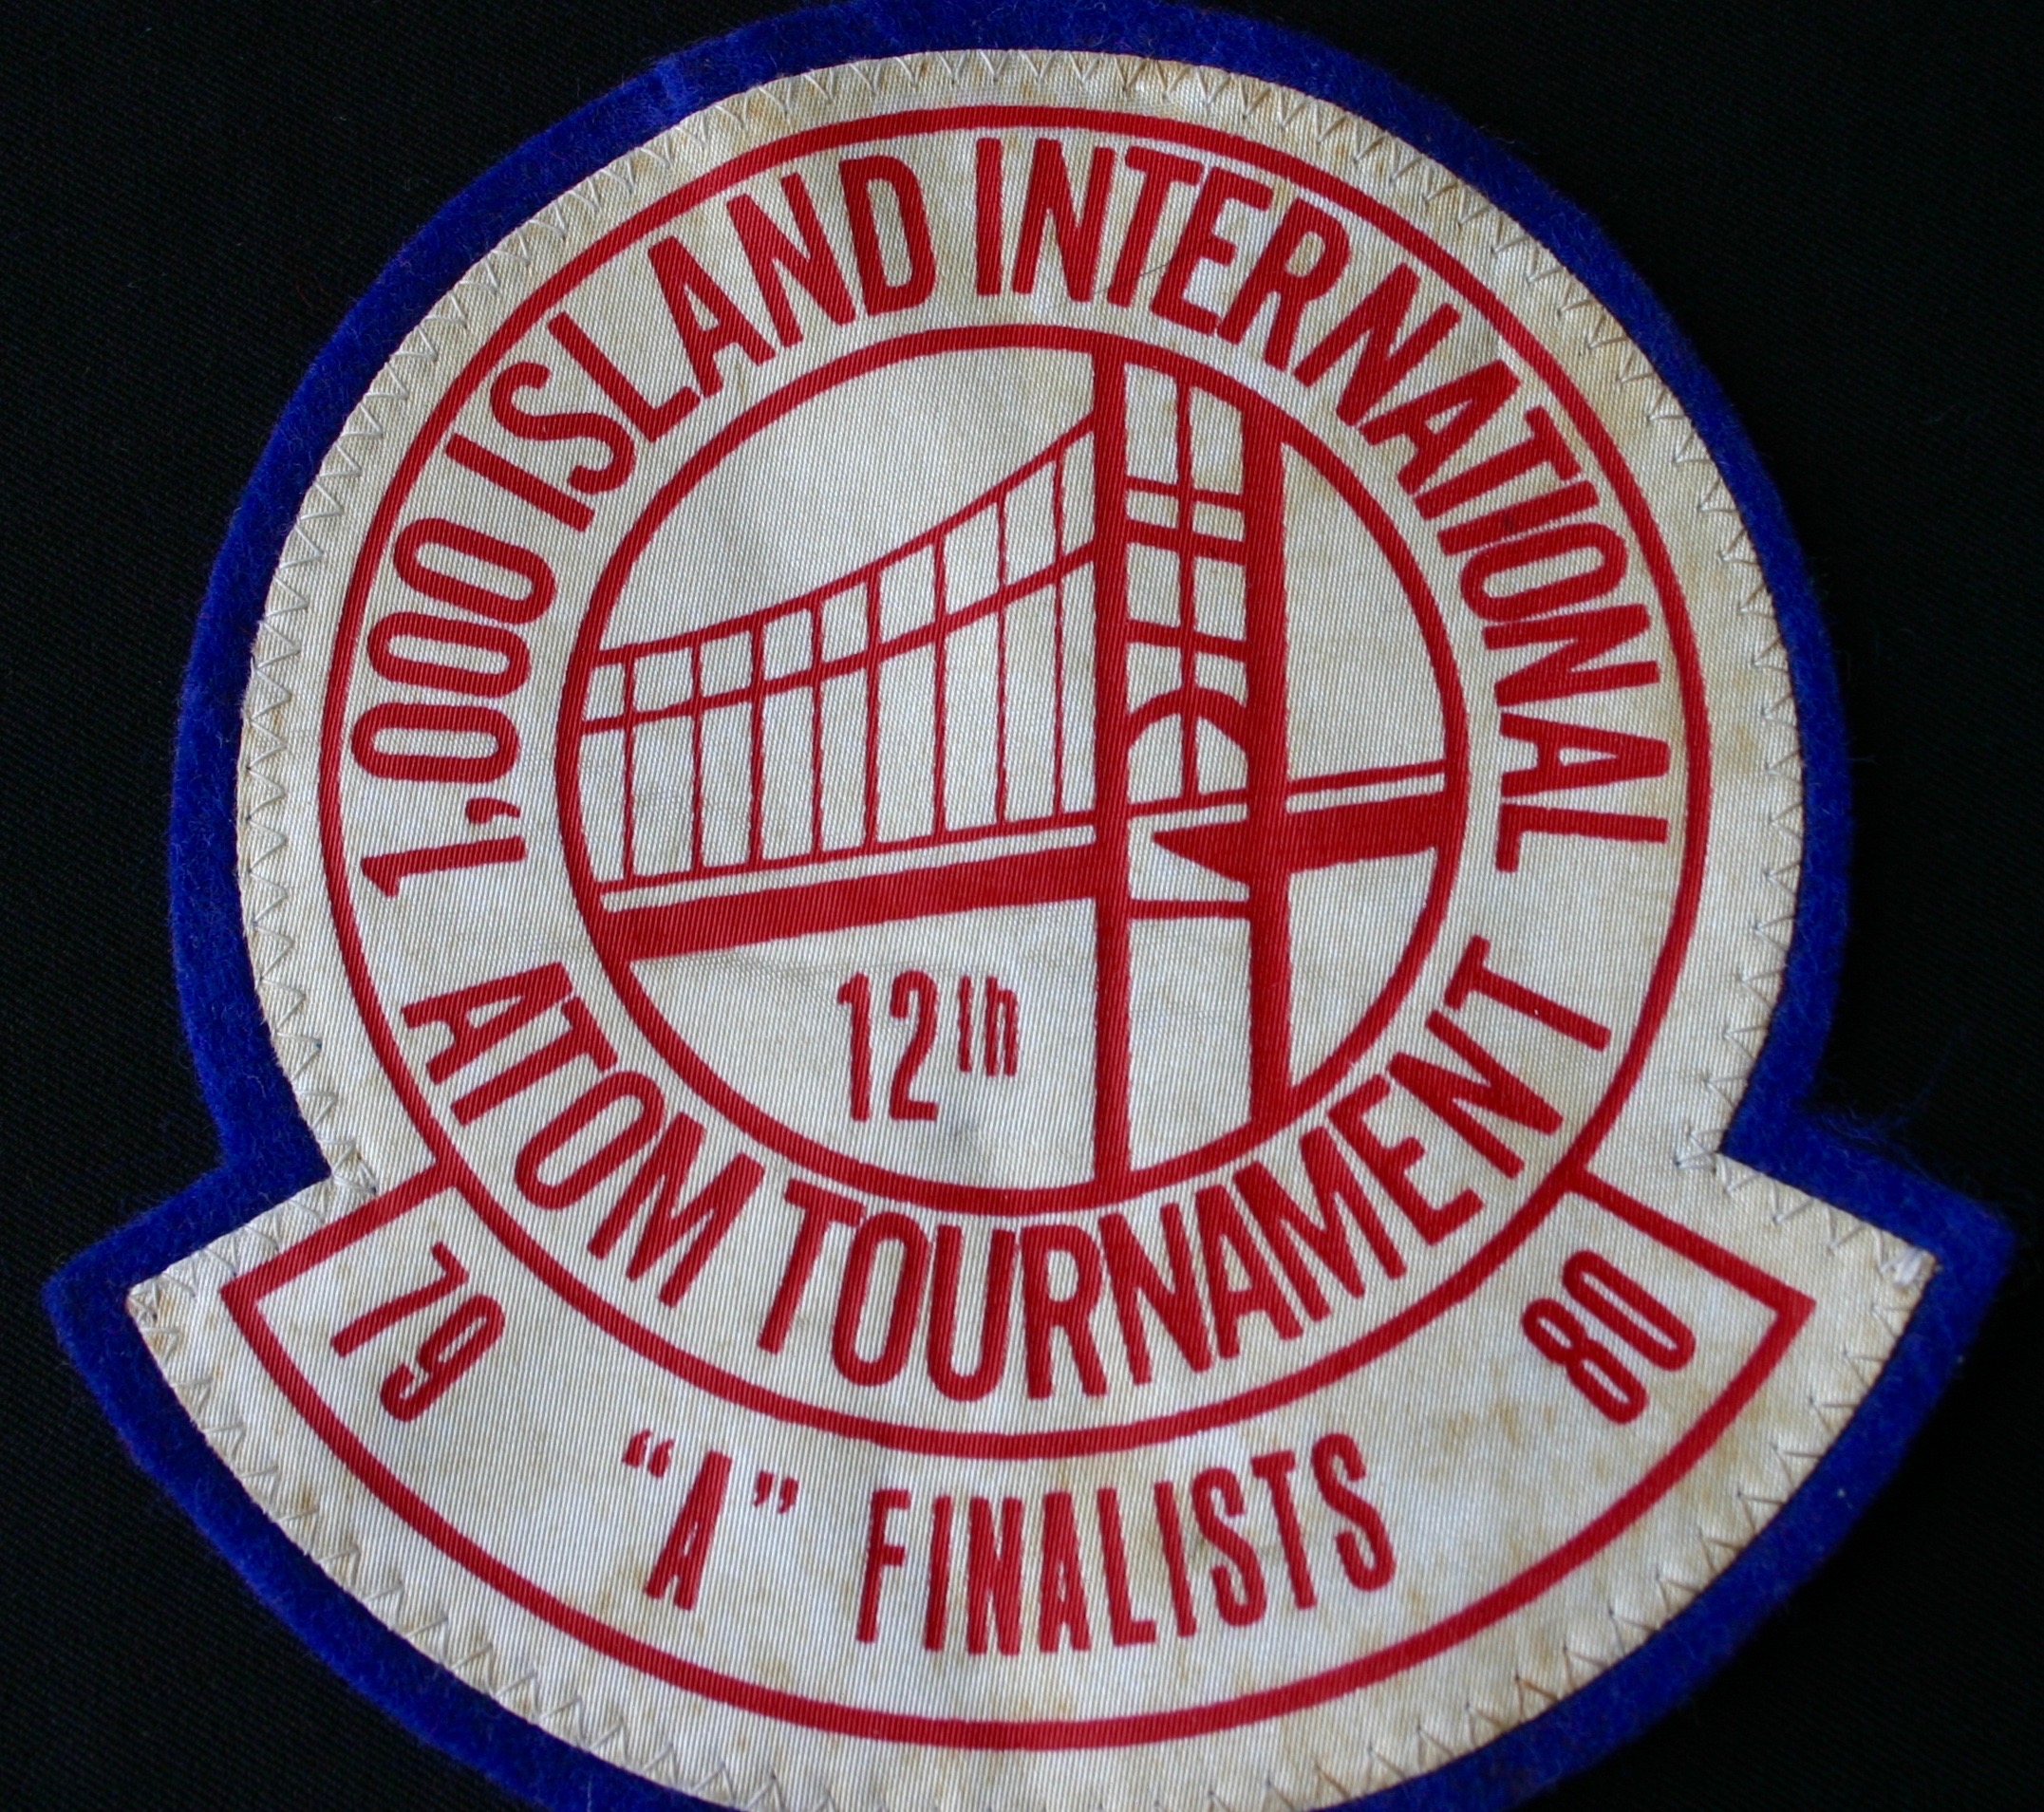 1,000 ISLAND INTERNATIONAL
12th
ATOM TOURNAMENT
79 80
“A” FINALISTS